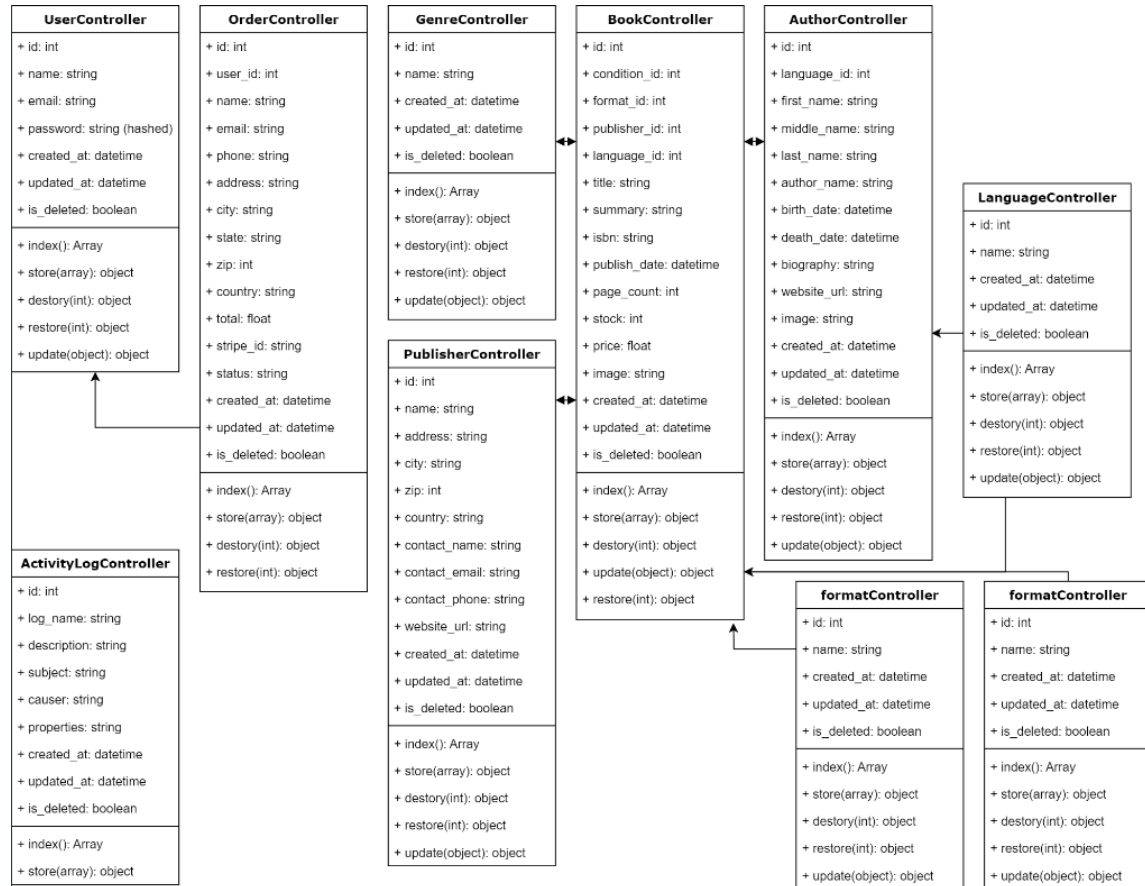 UserController
+ id: int
+ name: string
+ email: string
+ password: string (hashed)
+ created_at: datetime
+ updated_at: datetime
+ is_deleted: boolean
+ index(): Array
+ store(array): object
+ destory(int): object
+ restore(int): object
+ update(object): object
OrderController
+ id: int
+ user_id: int
+ name: string
+ email: string
+ phone: string
+ address: string
+ city: string
+ state: string
+ zip: int
+ country: string
+ total: float
+ stripe_id: string
+ status: string
+ created_at: datetime
+ updated_at: datetime
+ is_deleted: boolean
+ index(): Array
+ store(array): object
+ destory(int): object
+ restore(int): object
GenreController
+ id: int
+ name: string
+ created_at: datetime
+ updated_at: datetime
+ is_deleted: boolean
+ index(): Array
+ store(array): object
+ destory(int): object
+ restore(int): object
+ update(object): object
BookController
+ id: int
+ condition_id: int
+ format_id: int
+ publisher_id: int
+ language_id: int
+ title: string
+ summary: string
+ isbn: string
+ publish_date: datetime
+ page_count: int
+ stock: int
+ price: float
+ image: string
+ created_at: datetime
+ updated_at: datetime
+ is_deleted: boolean
+ index(): Array
+ store(array): object
+ destory(int): object
+ update(object): object
+ restore(int): object
AuthorController
+ id: int
+ language_id: int
+ first_name: string
+ middle_name: string
+ last_name: string
+ author_name: string
+ birth_date: datetime
+ death_date: datetime
+ biography: string
+ website_url: string
+ image: string
+ created_at: datetime
+ updated_at: datetime
+ is_deleted: boolean
+ index(): Array
+ store(array): object
+ destory(int): object
+ restore(int): object
+ update(object): object
LanguageController
+ id: int
+ name: string
+ created_at: datetime
+ updated_at: datetime
+ is_deleted: boolean
+ index(): Array
+ store(array): object
+ destory(int): object
+ restore(int): object
+ update(object): object
PublisherController
+ id: int
+ name: string
+ address: string
+ city: string
+ zip: int
+ country: string
+ contact_name: string
+ contact_email: string
+ contact_phone: string
+ website_url: string
+ created_at: datetime
+ updated_at: datetime
+ is_deleted: boolean
+ index(): Array
+ store(array): object
+ destory(int): object
+ restore(int): object
+ update(object): object
ActivityLogController
+ id: int
+ log_name: string
+ description: string
+ subject: string
+ causer: string
+ properties: string
+ created_at: datetime
+ updated_at: datetime
+ is_deleted: boolean
+ index(): Array
+ store(array): object
formatController
+ id: int
+ name: string
+ created_at: datetime
+ updated_at: datetime
+ is_deleted: boolean
+ index(): Array
+ store(array): object
+ destory(int): object
+ restore(int): object
+ update(object): object
formatController
+ id: int
+ name: string
+ created_at: datetime
+ updated_at: datetime
+ is_deleted: boolean
+ index(): Array
+ store(array): object
+ destory(int): object
+ restore(int): object
+ update(object): object